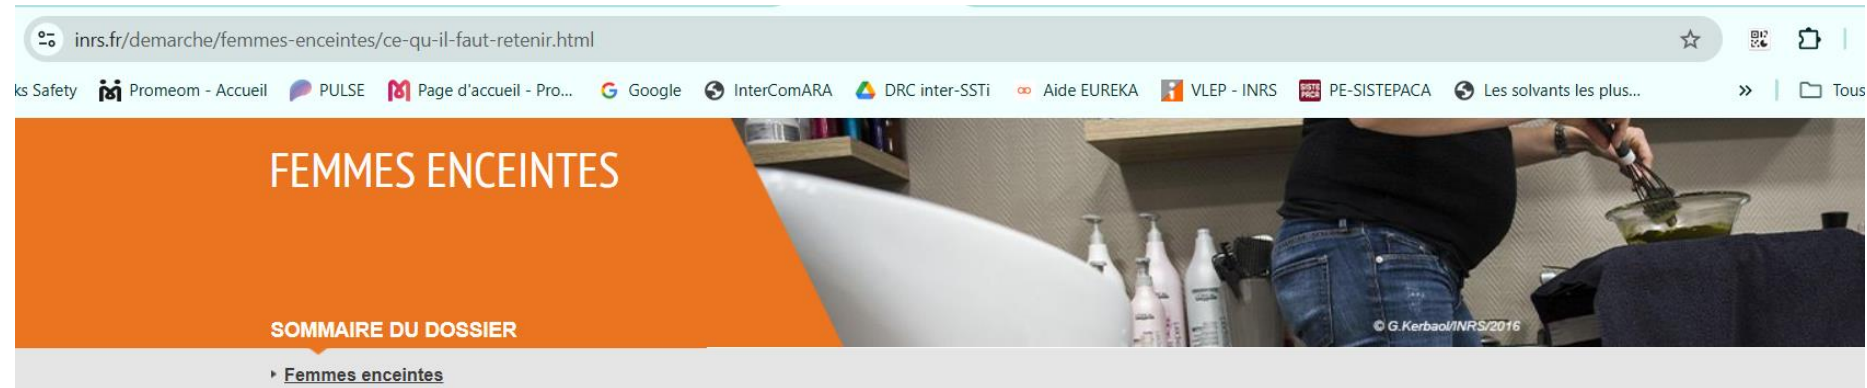 inrs.fr/demarche/femmes-enceintes/ce-qu-il-faut-retenir.html
ks Safety Promeom - Accueil PULSE Page d'accueil - Pro... Google InterComARA DRC inter-SSTi Aide EUREKA VLEP - INRS PE-SISTEPACA Les solvants les plus... » Tous
FEMMES ENCEINTES
SOMMAIRE DU DOSSIER
© G.Kerbaol/INRS/2016
Femmes enceintes